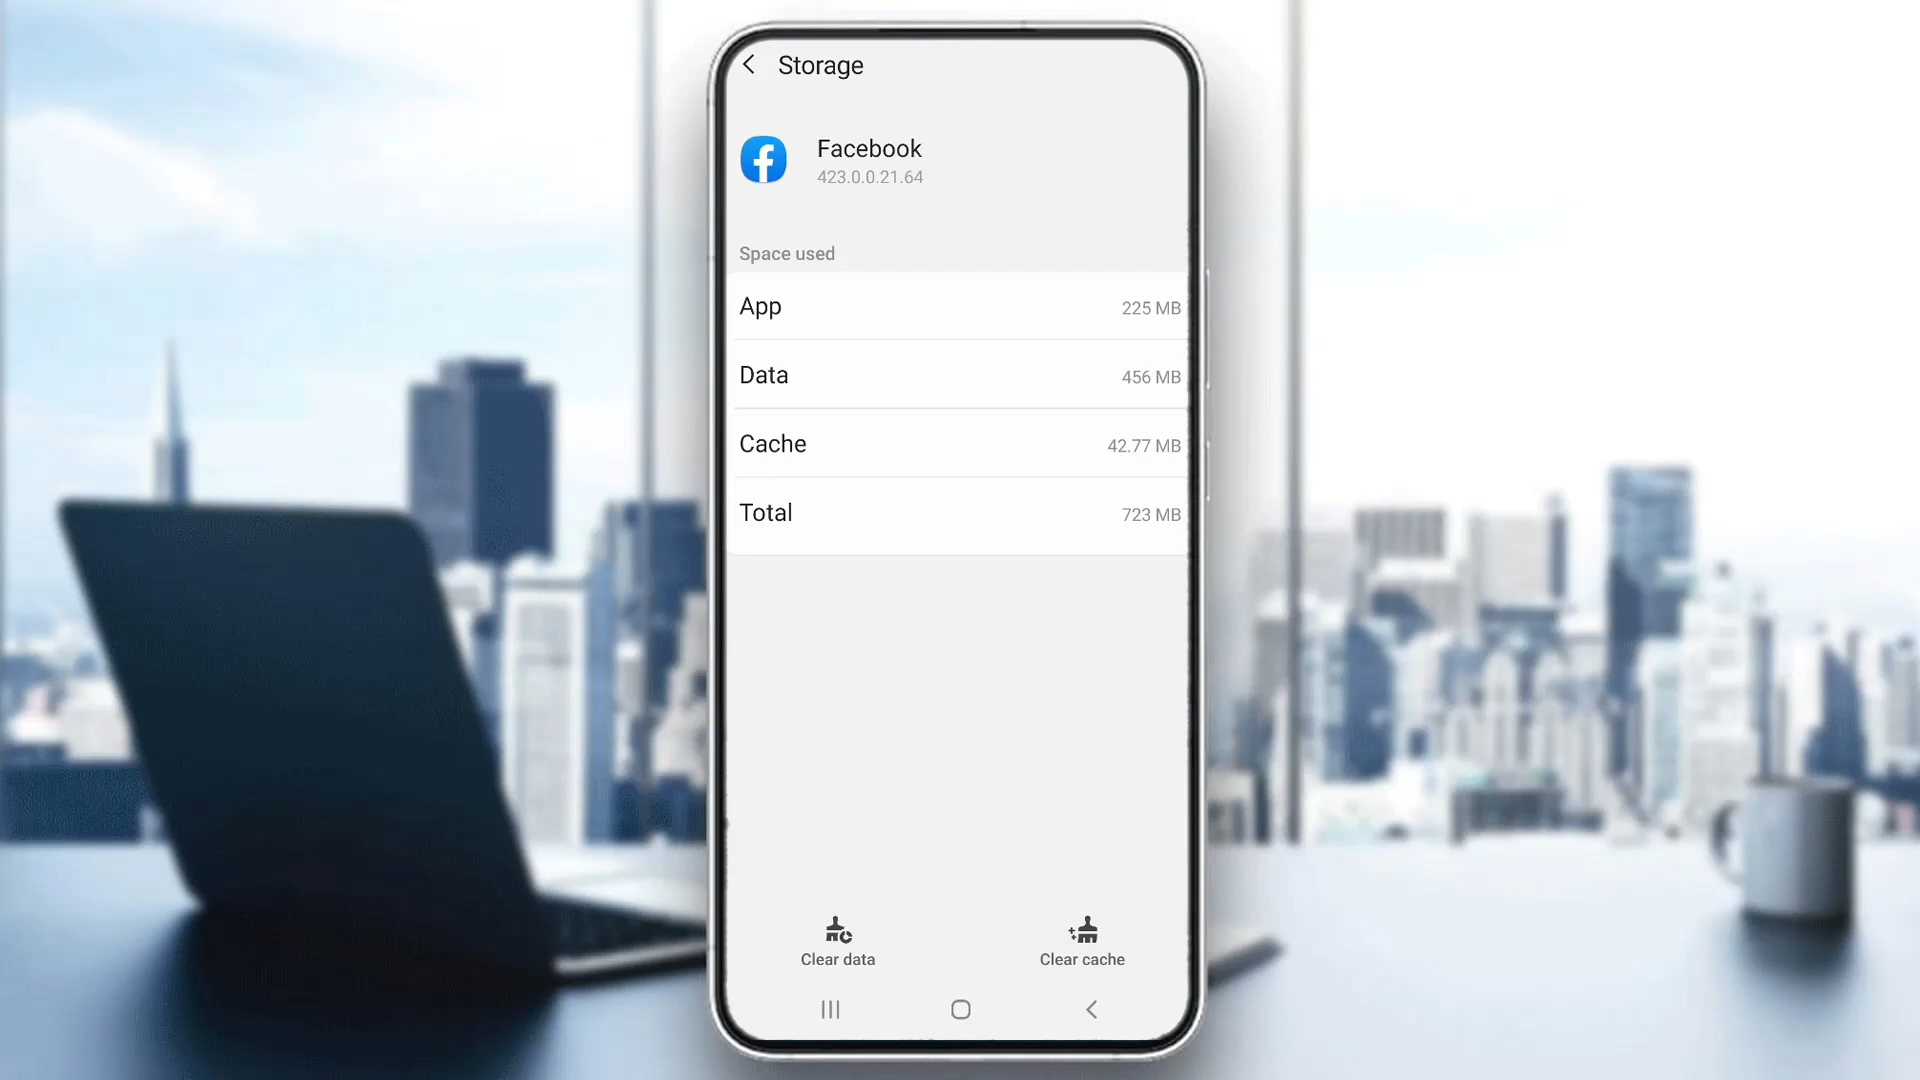 Storage
Facebook
423.0.0.21.64
Space used
App 225 MB
Data 456 MB
Cache 42.77 MB
Total 723 MB
Clear data Clear cache